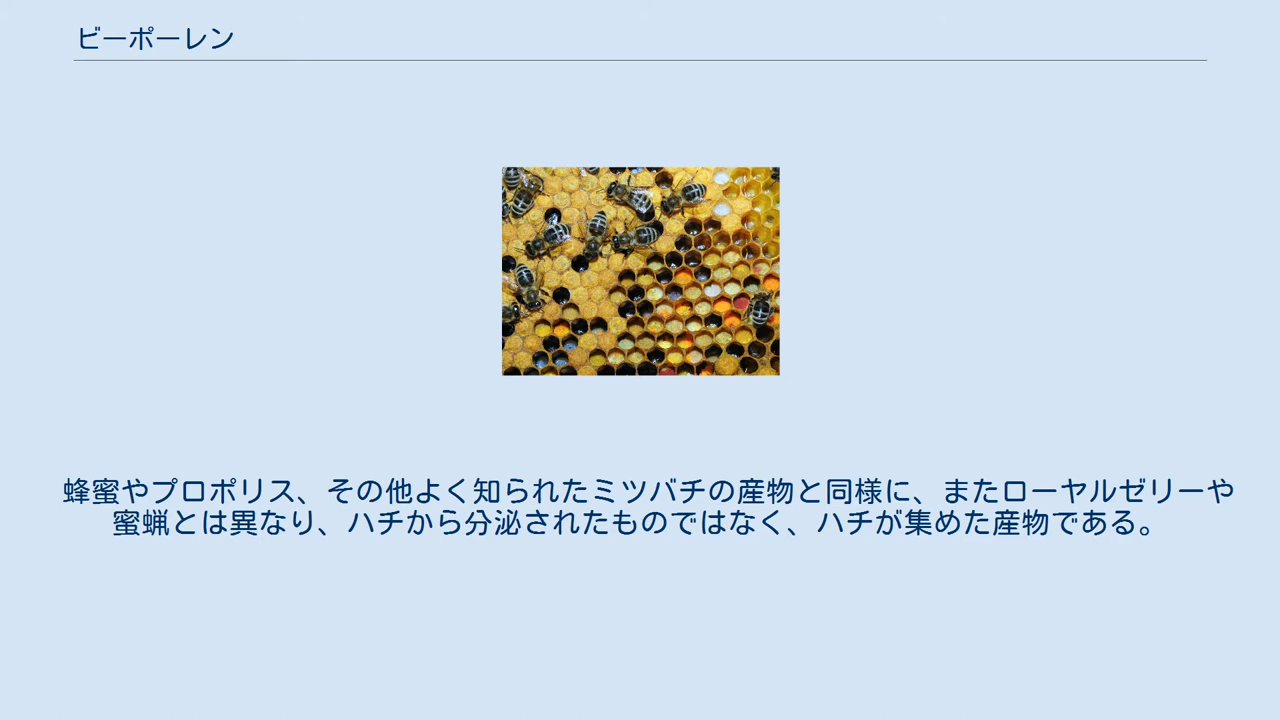 ビーポーレン
蜂蜜やプロポリス、その他よく知られたミツバチの産物と同様に、またローヤルゼリーや
蜜蝋とは異なり、ハチから分泌されたものではなく、ハチが集めた産物である。